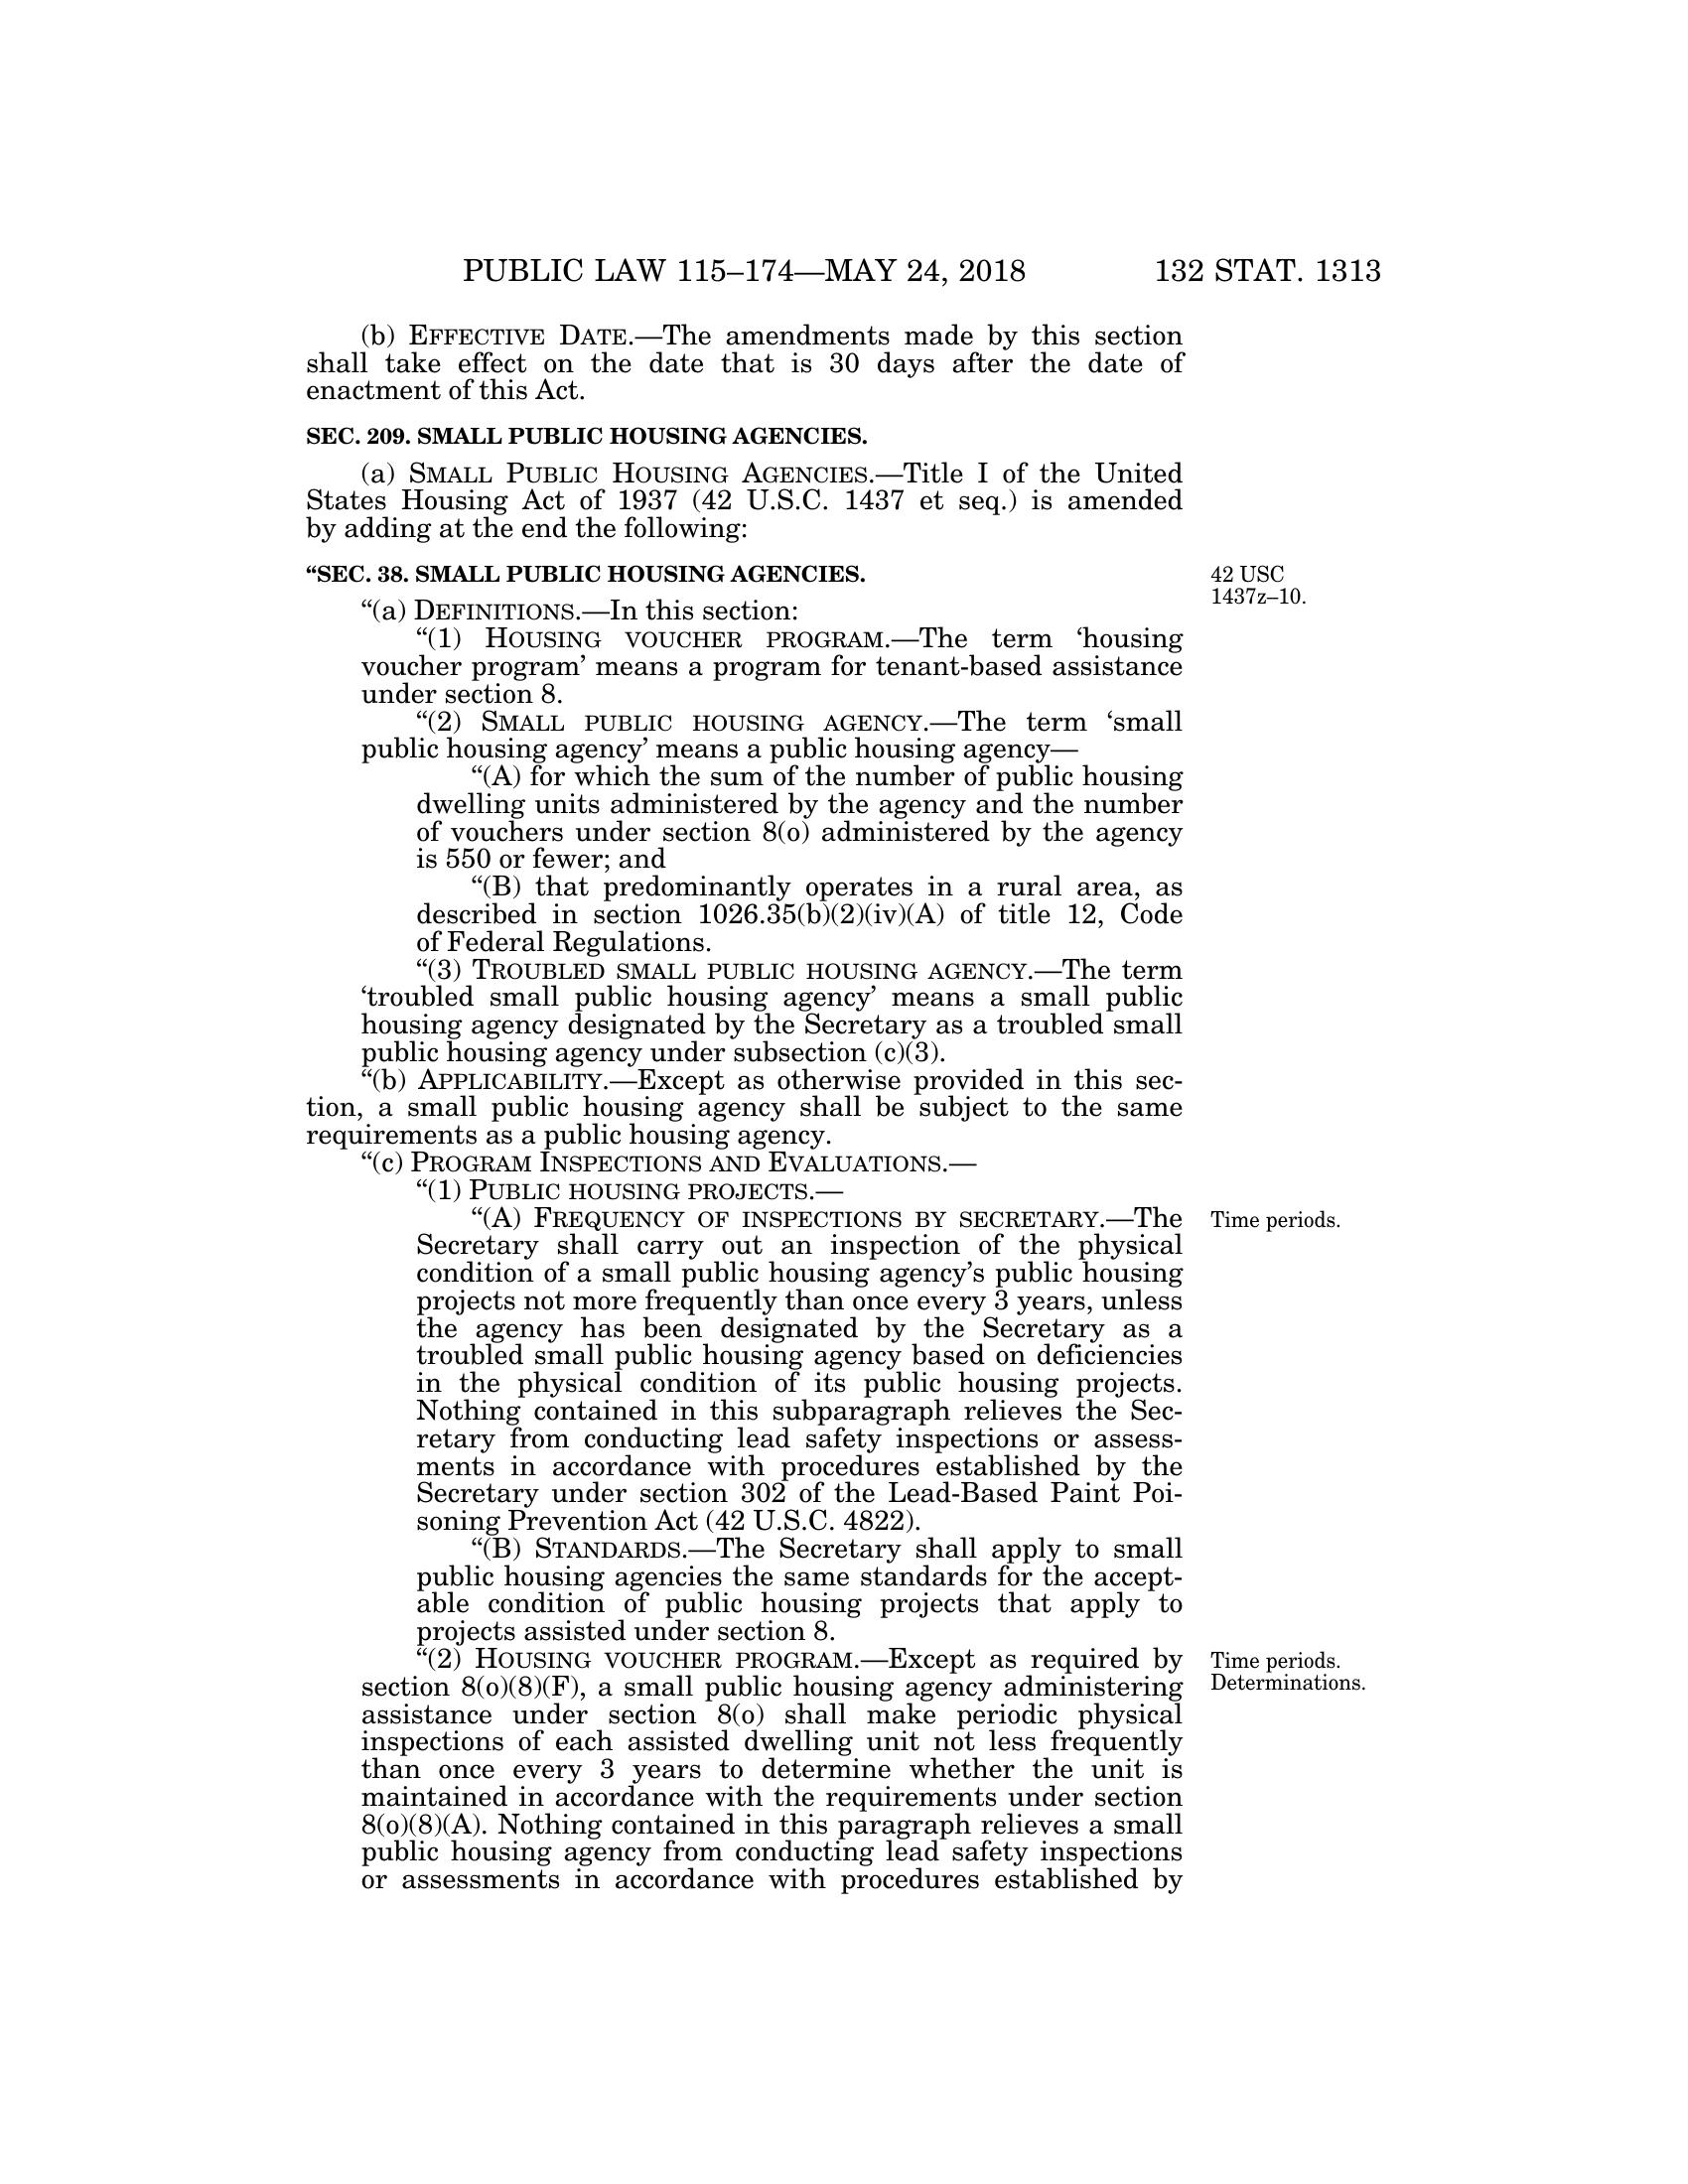 PUBLIC LAW 115–174—MAY 24, 2018 132 STAT. 1313
(b) EFFECTIVE DATE.—The amendments made by this section
shall take effect on the date that is 30 days after the date of
enactment of this Act.
SEC. 209. SMALL PUBLIC HOUSING AGENCIES.
(a) SMALL PUBLIC HOUSING AGENCIES.—Title I of the United
States Housing Act of 1937 (42 U.S.C. 1437 et seq.) is amended
by adding at the end the following:
“SEC. 38. SMALL PUBLIC HOUSING AGENCIES.
42 USC
1437z–10.
“(a) DEFINITIONS.—In this section:
“(1) HOUSING VOUCHER PROGRAM.—The term ‘housing
voucher program’ means a program for tenant-based assistance
under section 8.
“(2) SMALL PUBLIC HOUSING AGENCY.—The term ‘small
public housing agency’ means a public housing agency—
“(A) for which the sum of the number of public housing
dwelling units administered by the agency and the number
of vouchers under section 8(o) administered by the agency
is 550 or fewer; and
“(B) that predominantly operates in a rural area, as
described in section 1026.35(b)(2)(iv)(A) of title 12, Code
of Federal Regulations.
“(3) TROUBLED SMALL PUBLIC HOUSING AGENCY.—The term
‘troubled small public housing agency’ means a small public
housing agency designated by the Secretary as a troubled small
public housing agency under subsection (c)(3).
“(b) APPLICABILITY.—Except as otherwise provided in this sec-
tion, a small public housing agency shall be subject to the same
requirements as a public housing agency.
“(c) PROGRAM INSPECTIONS AND EVALUATIONS.—
“(1) PUBLIC HOUSING PROJECTS.—
“(A) FREQUENCY OF INSPECTIONS BY SECRETARY.—The
Time periods.
Secretary shall carry out an inspection of the physical
condition of a small public housing agency’s public housing
projects not more frequently than once every 3 years, unless
the agency has been designated by the Secretary as a
troubled small public housing agency based on deficiencies
in the physical condition of its public housing projects.
Nothing contained in this subparagraph relieves the Sec-
retary from conducting lead safety inspections or assess-
ments in accordance with procedures established by the
Secretary under section 302 of the Lead-Based Paint Poi-
soning Prevention Act (42 U.S.C. 4822).
“(B) STANDARDS.—The Secretary shall apply to small
public housing agencies the same standards for the accept-
able condition of public housing projects that apply to
projects assisted under section 8.
“(2) HOUSING VOUCHER PROGRAM.—Except as required by
Time periods.
Determinations.
section 8(o)(8)(F), a small public housing agency administering
assistance under section 8(o) shall make periodic physical
inspections of each assisted dwelling unit not less frequently
than once every 3 years to determine whether the unit is
maintained in accordance with the requirements under section
8(o)(8)(A). Nothing contained in this paragraph relieves a small
public housing agency from conducting lead safety inspections
or assessments in accordance with procedures established by